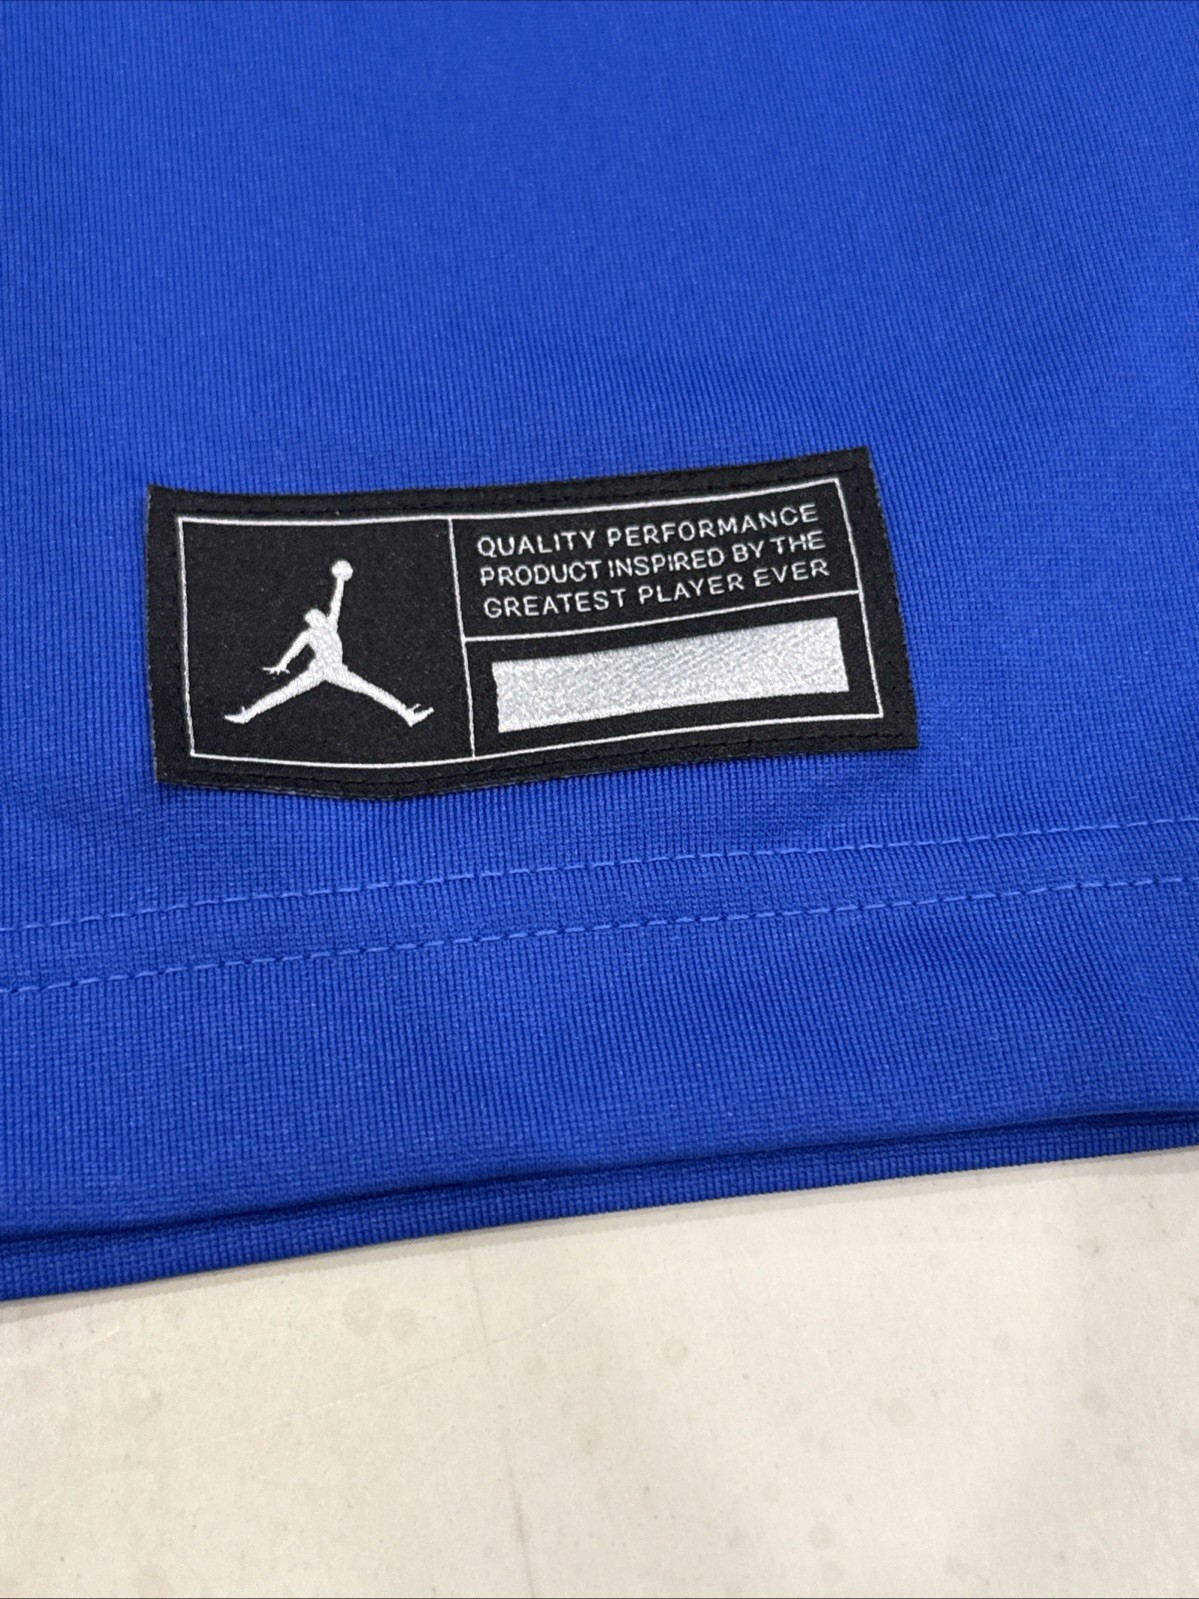 QUALITY PERFORMANCE
PRODUCT INSPIRED BY THE
GREATEST PLAYER EVER